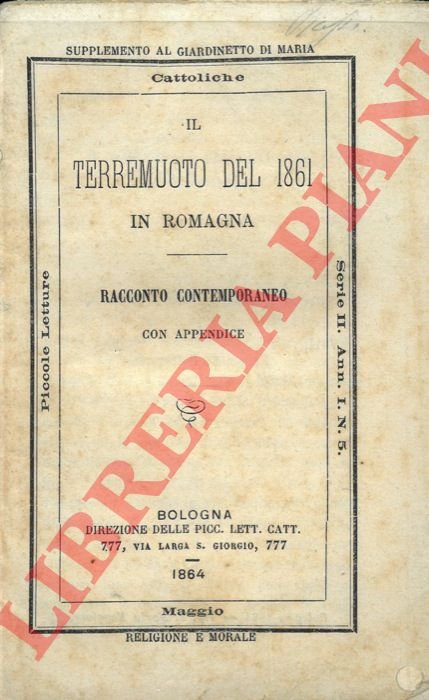 SUPPLEMENTO AL GIARDINETTO DI MARIA
Cattoliche
IL
TERREMUOTO DEL 1861
IN ROMAGNA
RACCONTO CONTEMPORANEO
CON APPENDICE
BOLOGNA
DIREZIONE DELLE PICC. LETT. CATT.
777, VIA LARGA S. GIORGIO, 777
1864
Maggio
RELIGIONE E MORALE
Piccole Letture
Serie II. Ann. I. N. 5.
LIBRERIA PIANI